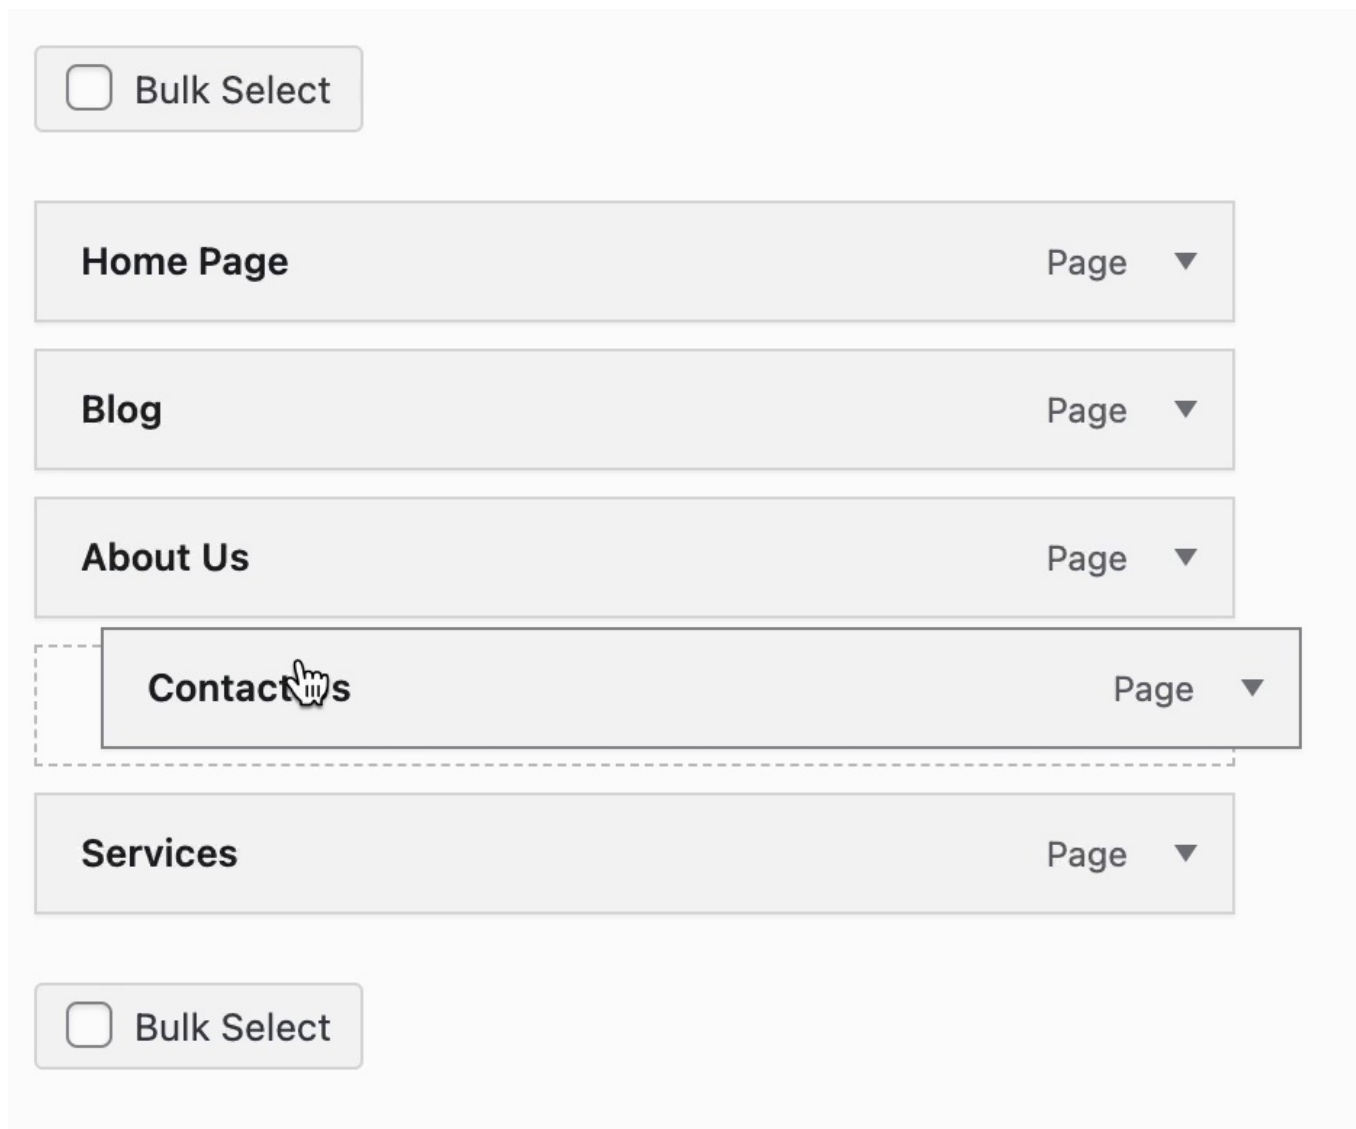 Bulk Select
Home Page Page
Blog Page
About Us Page
Contact s Page
Services Page
Bulk Select